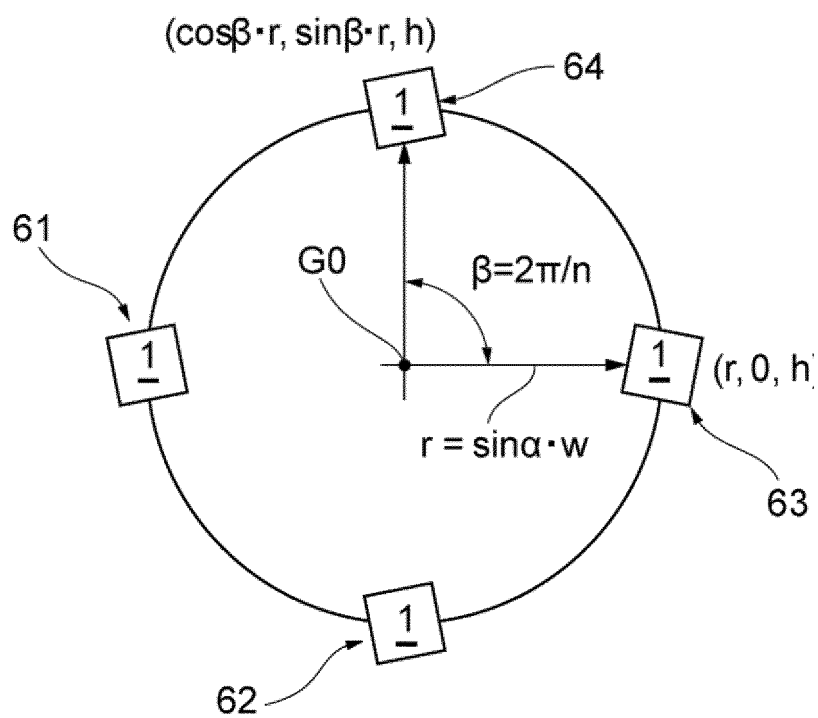 (cosβ·r, sinβ·r, h)
64
1
61
G0
β=2π/n
1
1
(r, 0, h)
r = sinα·w
63
1
62